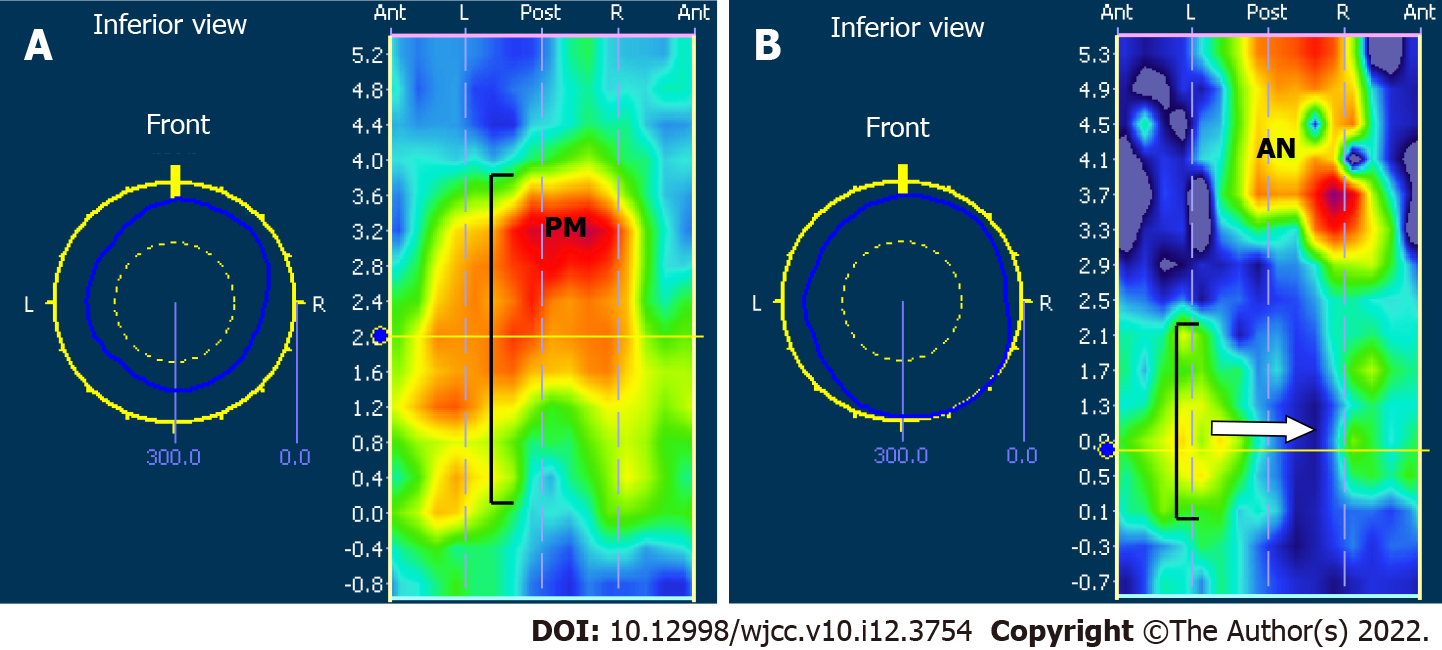 A
Inferior view
Front
L
R
300.0
0.0
Ant L Post R Ant
5.2
4.8
4.4
4.0
3.6
3.2
2.8
2.4
2.
1.6
1.2
0.8
0.4
0.0
-0.4
-0.8
PM
B
Inferior view
Front
L
R
300.0
0.0
Ant L Post R Ant
5.3
4.9
4.5
4.1
3.7
3.3
2.9
2.5
2.1
1.7
1.3
0.9
0.5
0.1
-0.3
-0.7
AN
DOI: 10.12998/wjcc.v10.i12.3754 Copyright ©The Author(s) 2022.